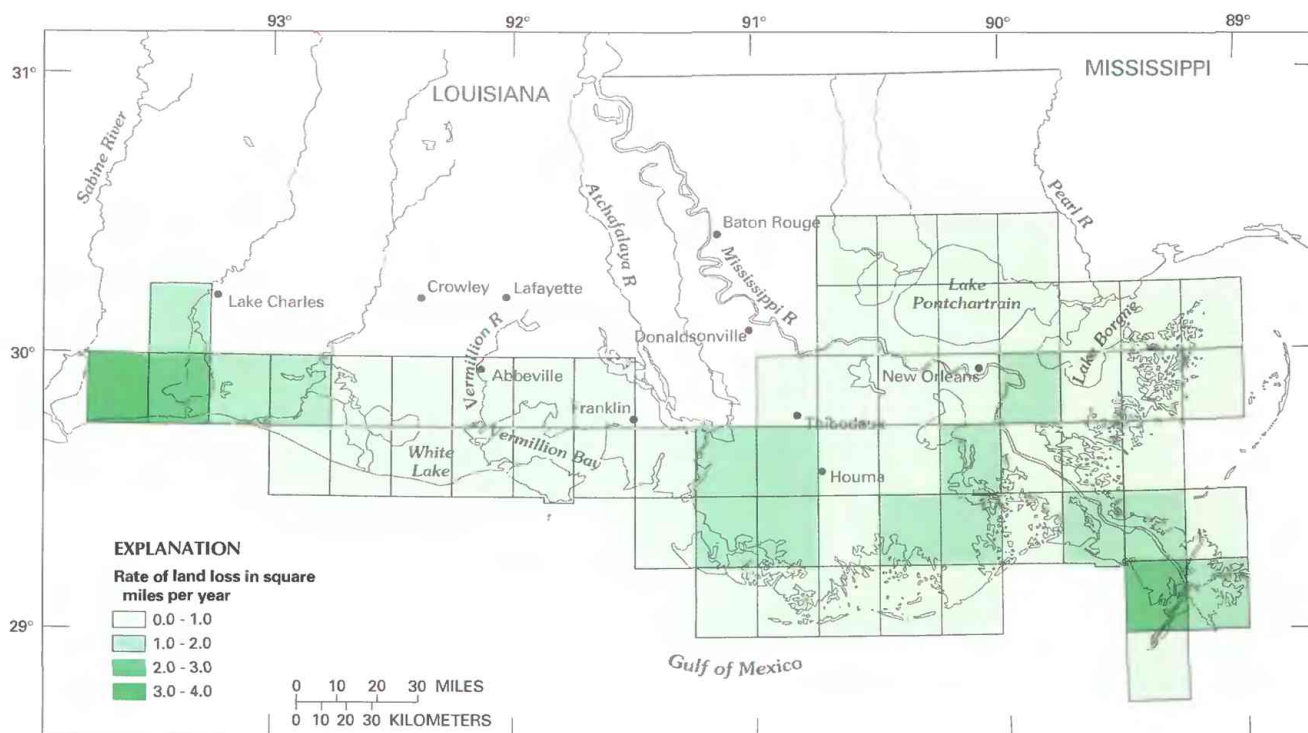 93°
92°
91°
90°
89°
31°
MISSISSIPPI
LOUISIANA
Sabine River
Atchafalaya R
Pearl R
Baton Rouge
Mississippi R
Lake Charles
Crowley
Lafayette
Lake
Pontchartrain
Vermillion R
Donaldsonville
Lake Borgne
30°
Abbeville
New Orleans
Franklin
Thibodaux
White
Lake
Vermillion Bay
Houma
EXPLANATION
Rate of land loss in square
miles per year
0.0 - 1.0
1.0 - 2.0
2.0 - 3.0
3.0 - 4.0
29°
Gulf of Mexico
0 10 20 30 MILES
0 10 20 30 KILOMETERS